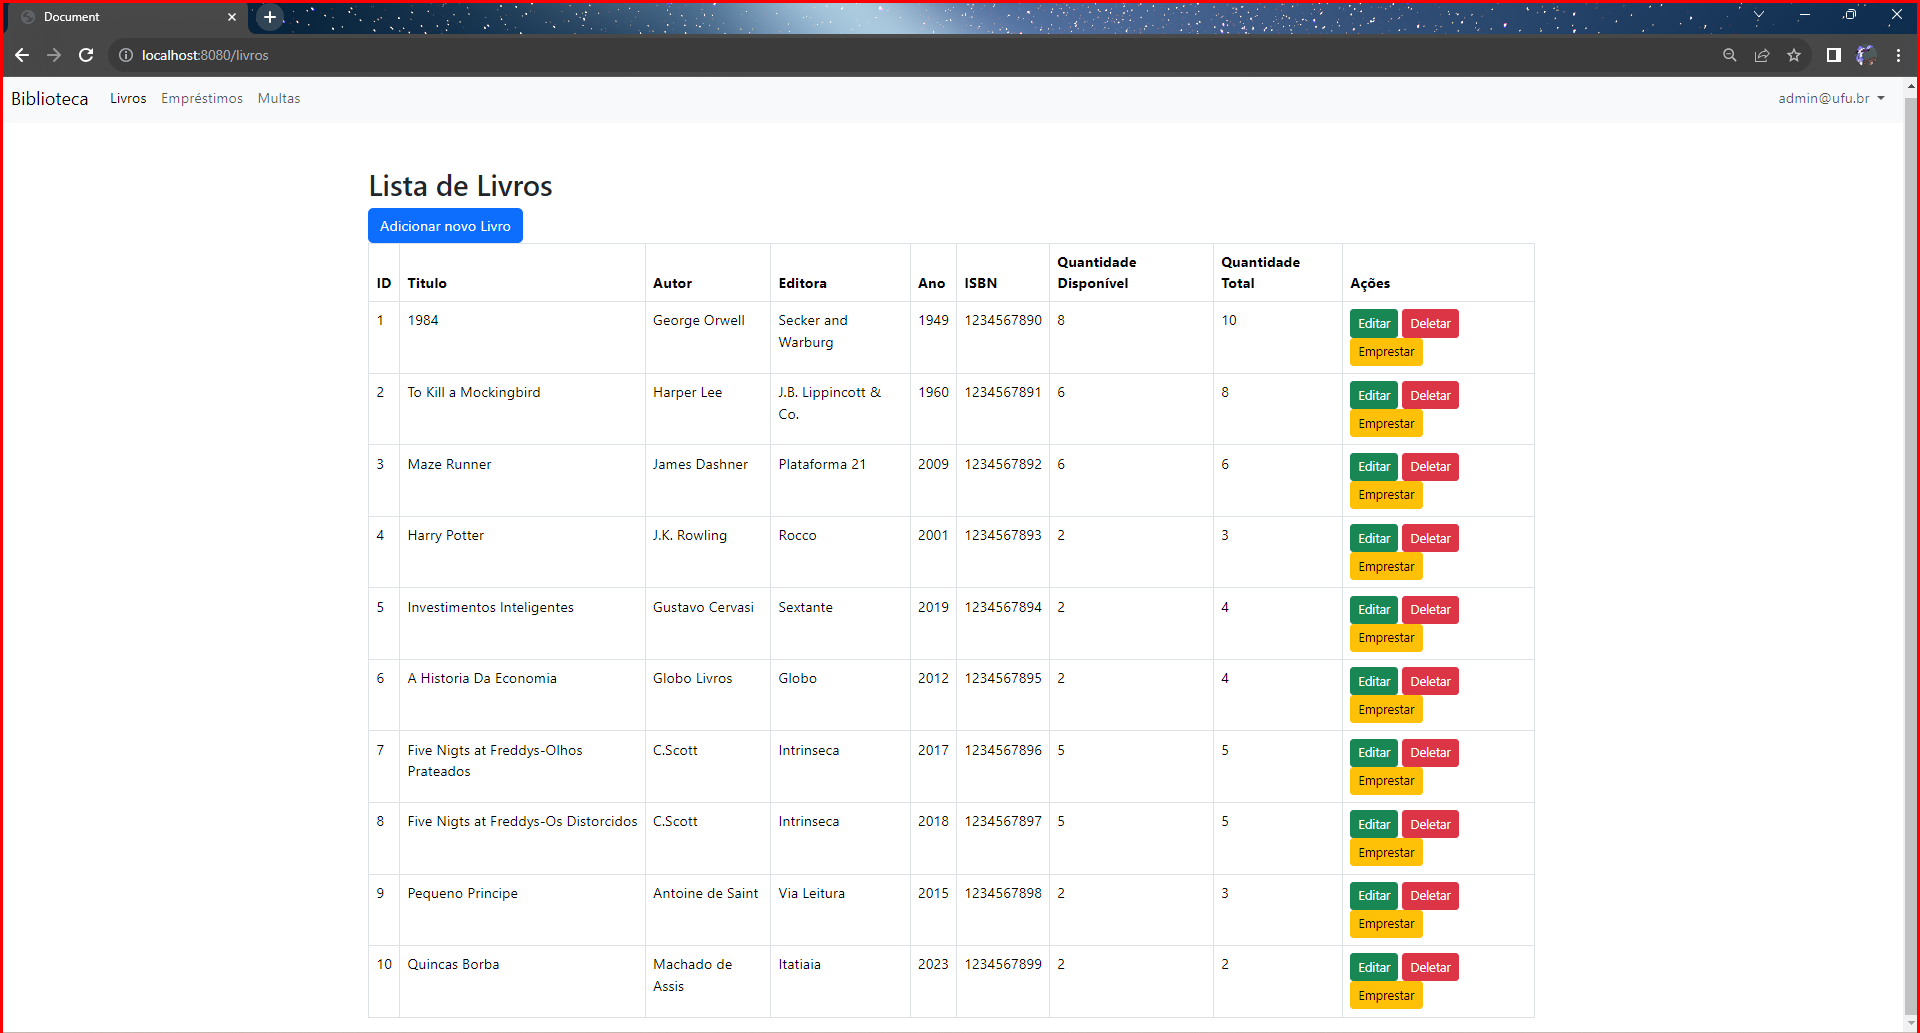 Document
localhost:8080/livros
Biblioteca Livros Empréstimos Multas admin@ufu.br
Lista de Livros
Adicionar novo Livro
ID Titulo Autor Editora Ano ISBN Quantidade Disponível Quantidade Total Ações
1 1984 George Orwell Secker and Warburg 1949 1234567890 8 10 Editar Deletar Emprestar
2 To Kill a Mockingbird Harper Lee J.B. Lippincott & Co. 1960 1234567891 6 8 Editar Deletar Emprestar
3 Maze Runner James Dashner Plataforma 21 2009 1234567892 6 6 Editar Deletar Emprestar
4 Harry Potter J.K. Rowling Rocco 2001 1234567893 2 3 Editar Deletar Emprestar
5 Investimentos Inteligentes Gustavo Cervasi Sextante 2019 1234567894 2 4 Editar Deletar Emprestar
6 A Historia Da Economia Globo Livros Globo 2012 1234567895 2 4 Editar Deletar Emprestar
7 Five Nigts at Freddys-Olhos Prateados C.Scott Intrinseca 2017 1234567896 5 5 Editar Deletar Emprestar
8 Five Nigts at Freddys-Os Distorcidos C.Scott Intrinseca 2018 1234567897 5 5 Editar Deletar Emprestar
9 Pequeno Principe Antoine de Saint Via Leitura 2015 1234567898 2 3 Editar Deletar Emprestar
10 Quincas Borba Machado de Assis Itatiaia 2023 1234567899 2 2 Editar Deletar Emprestar